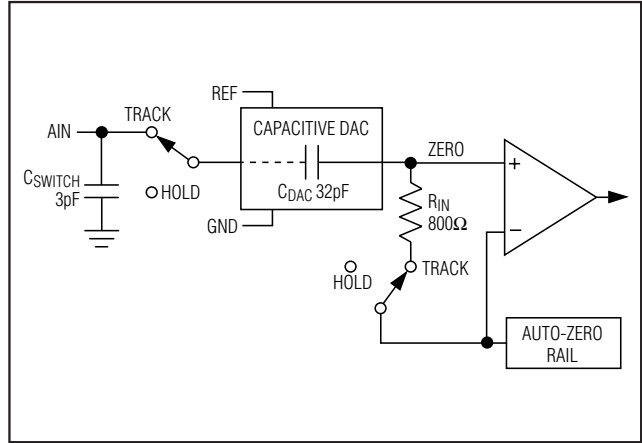 REF
TRACK
CAPACITIVE DAC
AIN
ZERO
+
CSWITCH
3pF
HOLD
CDAC 32pF
RIN
800Ω
GND
−
HOLD
TRACK
AUTO-ZERO
RAIL